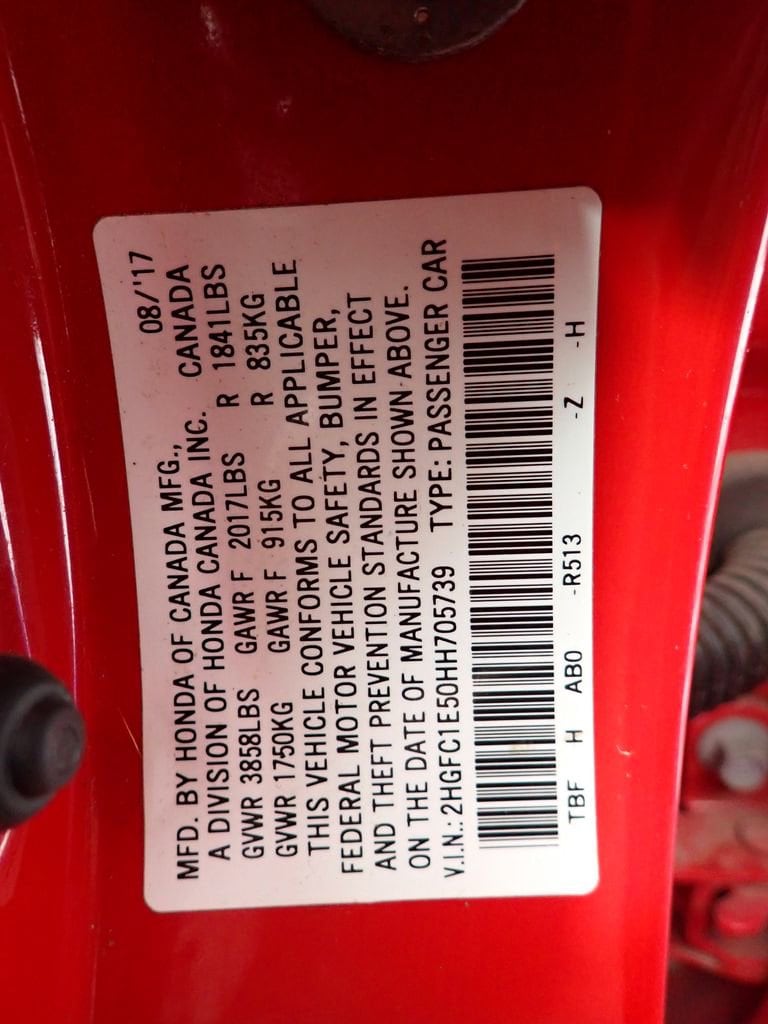 08/'17
MFD. BY HONDA OF CANADA MFG.,
A DIVISION OF HONDA CANADA INC. CANADA
GVWR 3858LBS GAWR F 2017LBS R 1841LBS
GVWR 1750KG GAWR F 915KG R 835KG
THIS VEHICLE CONFORMS TO ALL APPLICABLE
FEDERAL MOTOR VEHICLE SAFETY, BUMPER,
AND THEFT PREVENTION STANDARDS IN EFFECT
ON THE DATE OF MANUFACTURE SHOWN ABOVE.
V.I.N.: 2HGFC1E50HH705739 TYPE: PASSENGER CAR
TBF H AB0 -R513 -Z -H